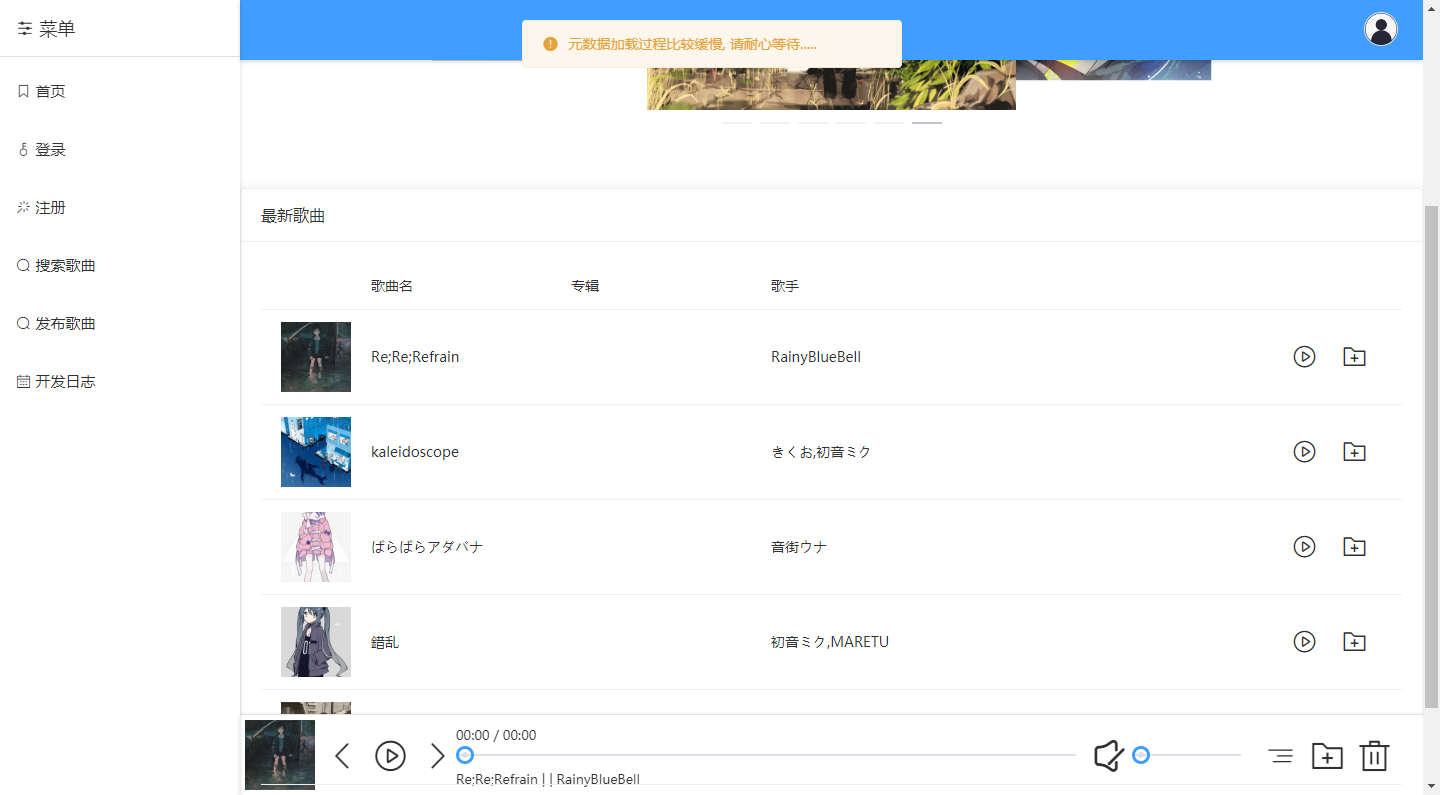 菜单
首页
登录
注册
搜索歌曲
发布歌曲
开发日志
元数据加载过程比较缓慢, 请耐心等待.....
最新歌曲
歌曲名 专辑 歌手
Re;Re;Refrain RainyBlueBell
kaleidoscope きくお,初音ミク
ばらばらアダバナ 音街ウナ
錯乱 初音ミク,MARETU
00:00 / 00:00
Re;Re;Refrain | | RainyBlueBell